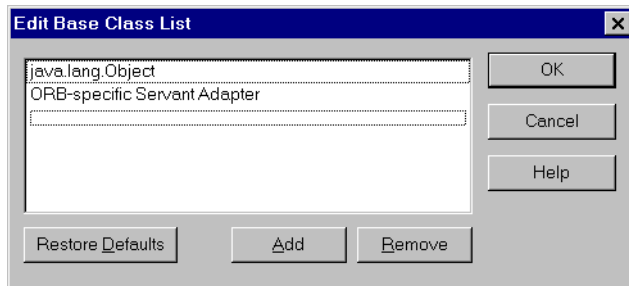 Edit Base Class List
java.lang.Object
OK
ORB-specific Servant Adapter
Cancel
Help
Restore Defaults
Add
Remove